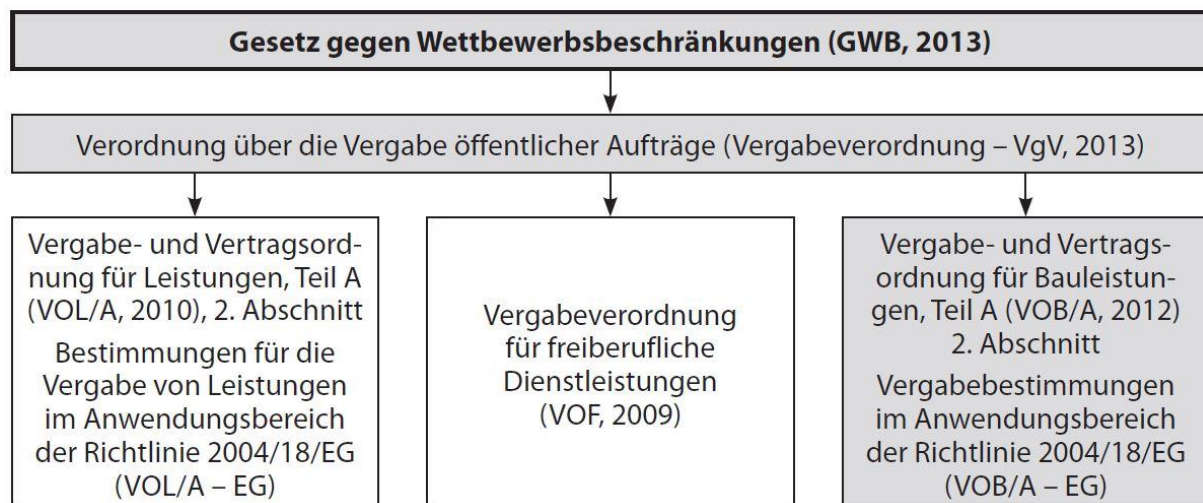 Gesetz gegen Wettbewerbsbeschränkungen (GWB, 2013)
Verordnung über die Vergabe öffentlicher Aufträge (Vergabeverordnung – VgV, 2013)
Vergabe- und Vertragsord-
nung für Leistungen, Teil A
(VOL/A, 2010), 2. Abschnitt
Bestimmungen für die
Vergabe von Leistungen
im Anwendungsbereich
der Richtlinie 2004/18/EG
(VOL/A – EG)
Vergabeverordnung
für freiberufliche
Dienstleistungen
(VOF, 2009)
Vergabe- und Vertrags-
ordnung für Bauleistun-
gen, Teil A (VOB/A, 2012)
2. Abschnitt
Vergabebestimmungen
im Anwendungsbereich
der Richtlinie 2004/18/EG
(VOB/A – EG)